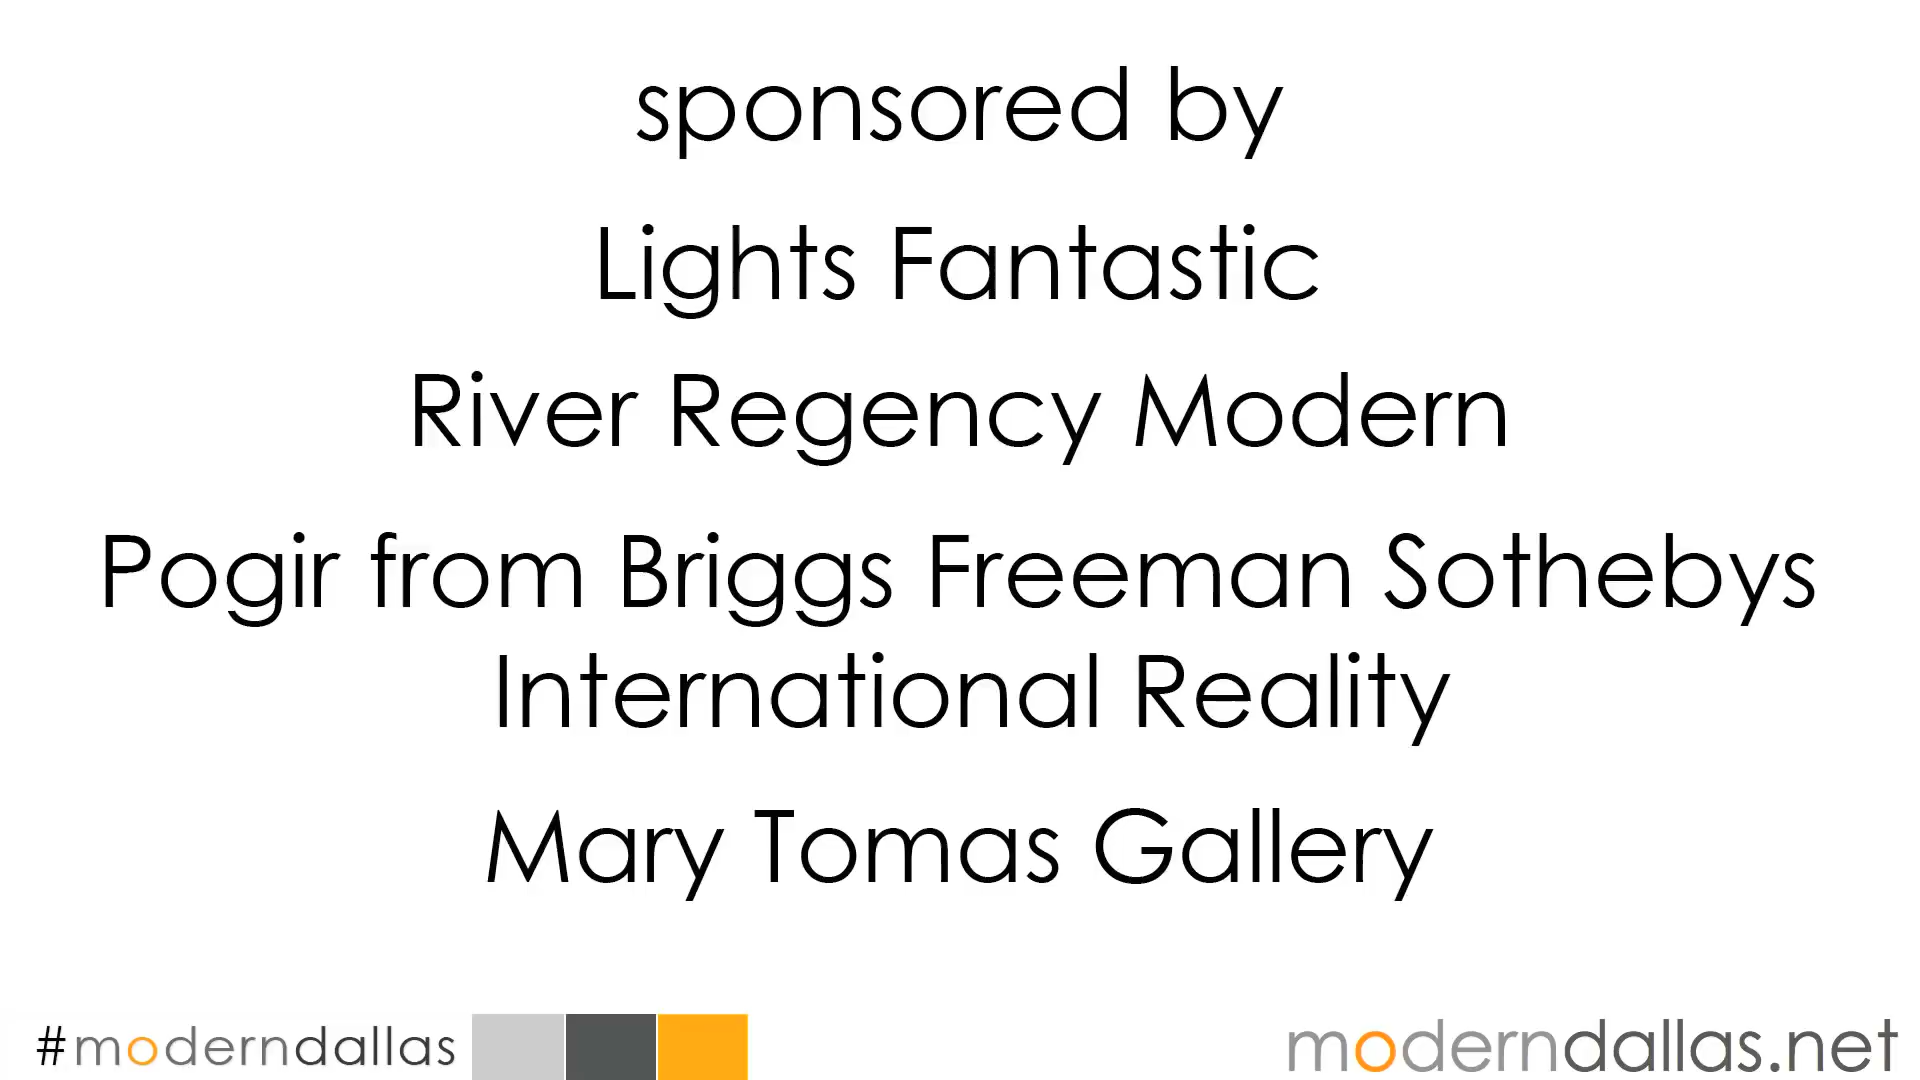 sponsored by
Lights Fantastic
River Regency Modern
Pogir from Briggs Freeman Sothebys
International Reality
Mary Tomas Gallery
#moderndallas
moderndallas.net